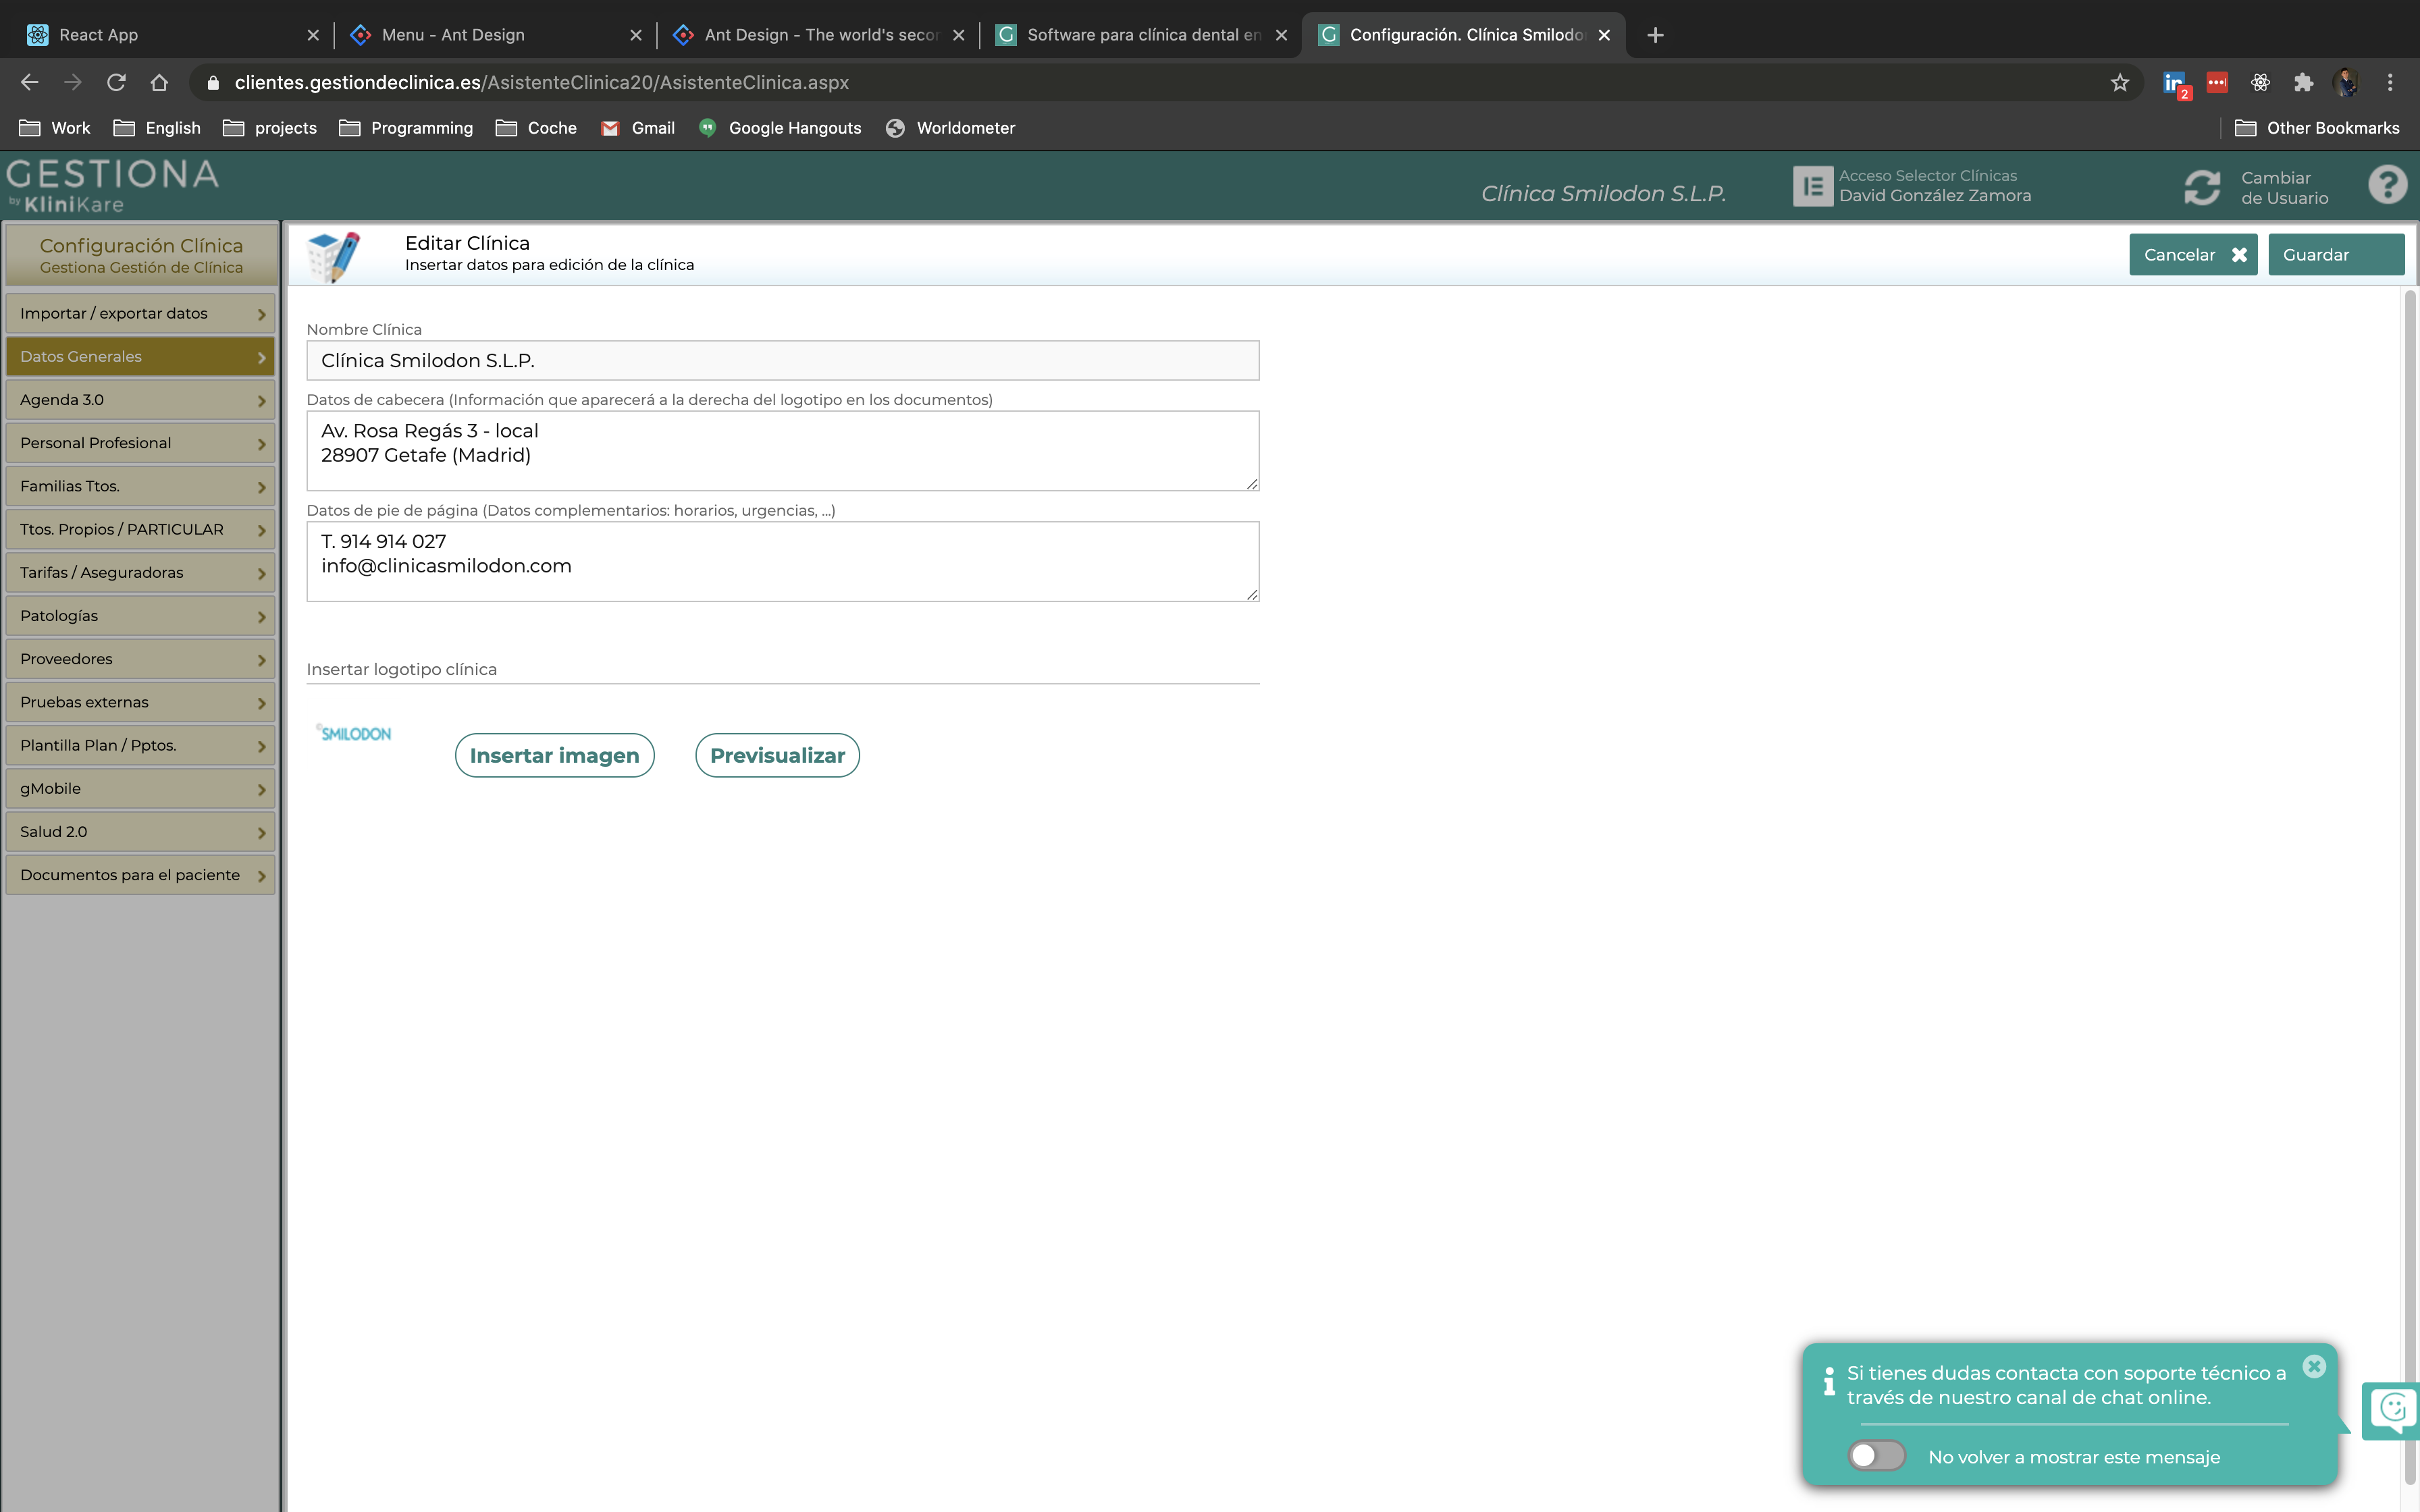 React App
Menu - Ant Design
Ant Design - The world's secon
Software para clínica dental en
Configuración. Clínica Smilodo
clientes.gestiondeclinica.es/AsistenteClinica20/AsistenteClinica.aspx
2
Work
English
projects
Programming
Coche
Gmail
Google Hangouts
Worldometer
Other Bookmarks
GESTIONA
by KliniKare
Clínica Smilodon S.L.P.
Acceso Selector Clínicas
David González Zamora
Cambiar
de Usuario
Configuración Clínica
Gestiona Gestión de Clínica
Importar / exportar datos
Datos Generales
Agenda 3.0
Personal Profesional
Familias Ttos.
Ttos. Propios / PARTICULAR
Tarifas / Aseguradoras
Patologías
Proveedores
Pruebas externas
Plantilla Plan / Pptos.
gMobile
Salud 2.0
Documentos para el paciente
Editar Clínica
Insertar datos para edición de la clínica
Cancelar
Guardar
Nombre Clínica
Clínica Smilodon S.L.P.
Datos de cabecera (Información que aparecerá a la derecha del logotipo en los documentos)
Av. Rosa Regás 3 - local
28907 Getafe (Madrid)
Datos de pie de página (Datos complementarios: horarios, urgencias, ...)
T. 914 914 027
info@clinicasmilodon.com
Insertar logotipo clínica
SMILODON
Insertar imagen
Previsualizar
Si tienes dudas contacta con soporte técnico a
través de nuestro canal de chat online.
No volver a mostrar este mensaje